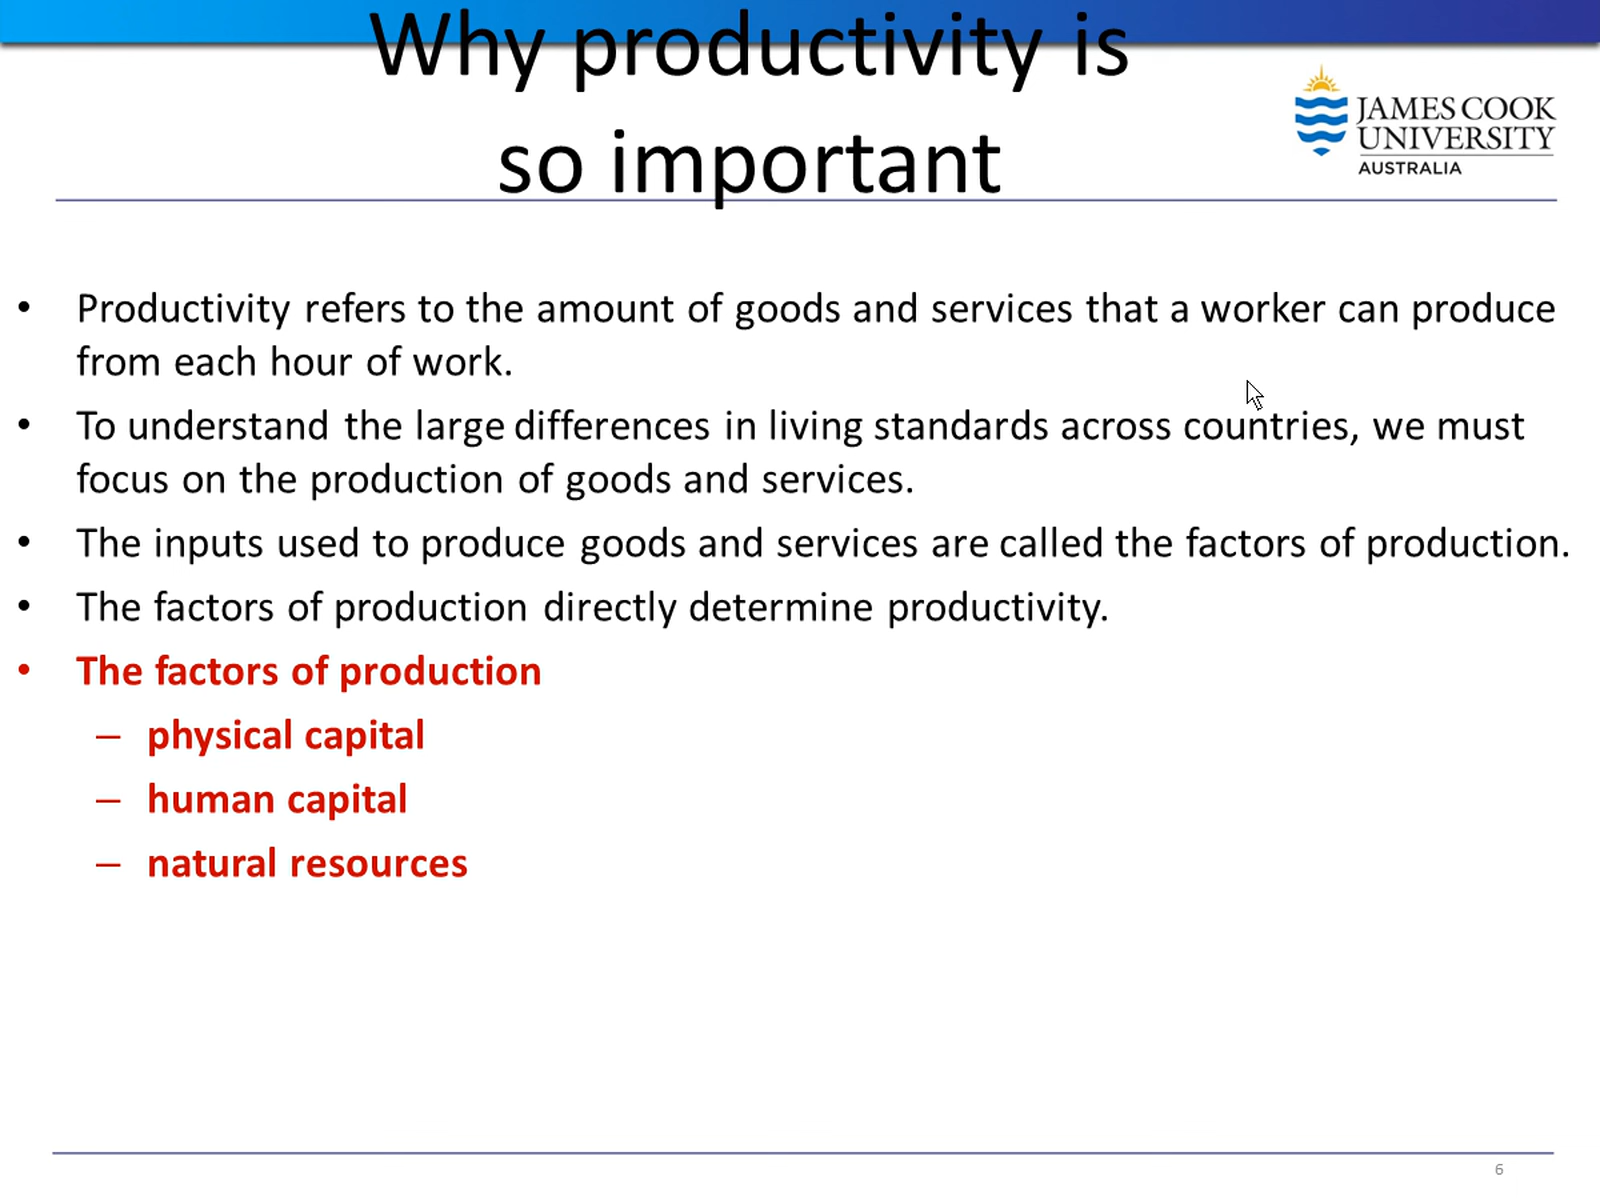 Why productivity is
so important
JAMES COOK
UNIVERSITY
AUSTRALIA
• Productivity refers to the amount of goods and services that a worker can produce
from each hour of work.
• To understand the large differences in living standards across countries, we must
focus on the production of goods and services.
• The inputs used to produce goods and services are called the factors of production.
• The factors of production directly determine productivity.
• The factors of production
– physical capital
– human capital
– natural resources
6